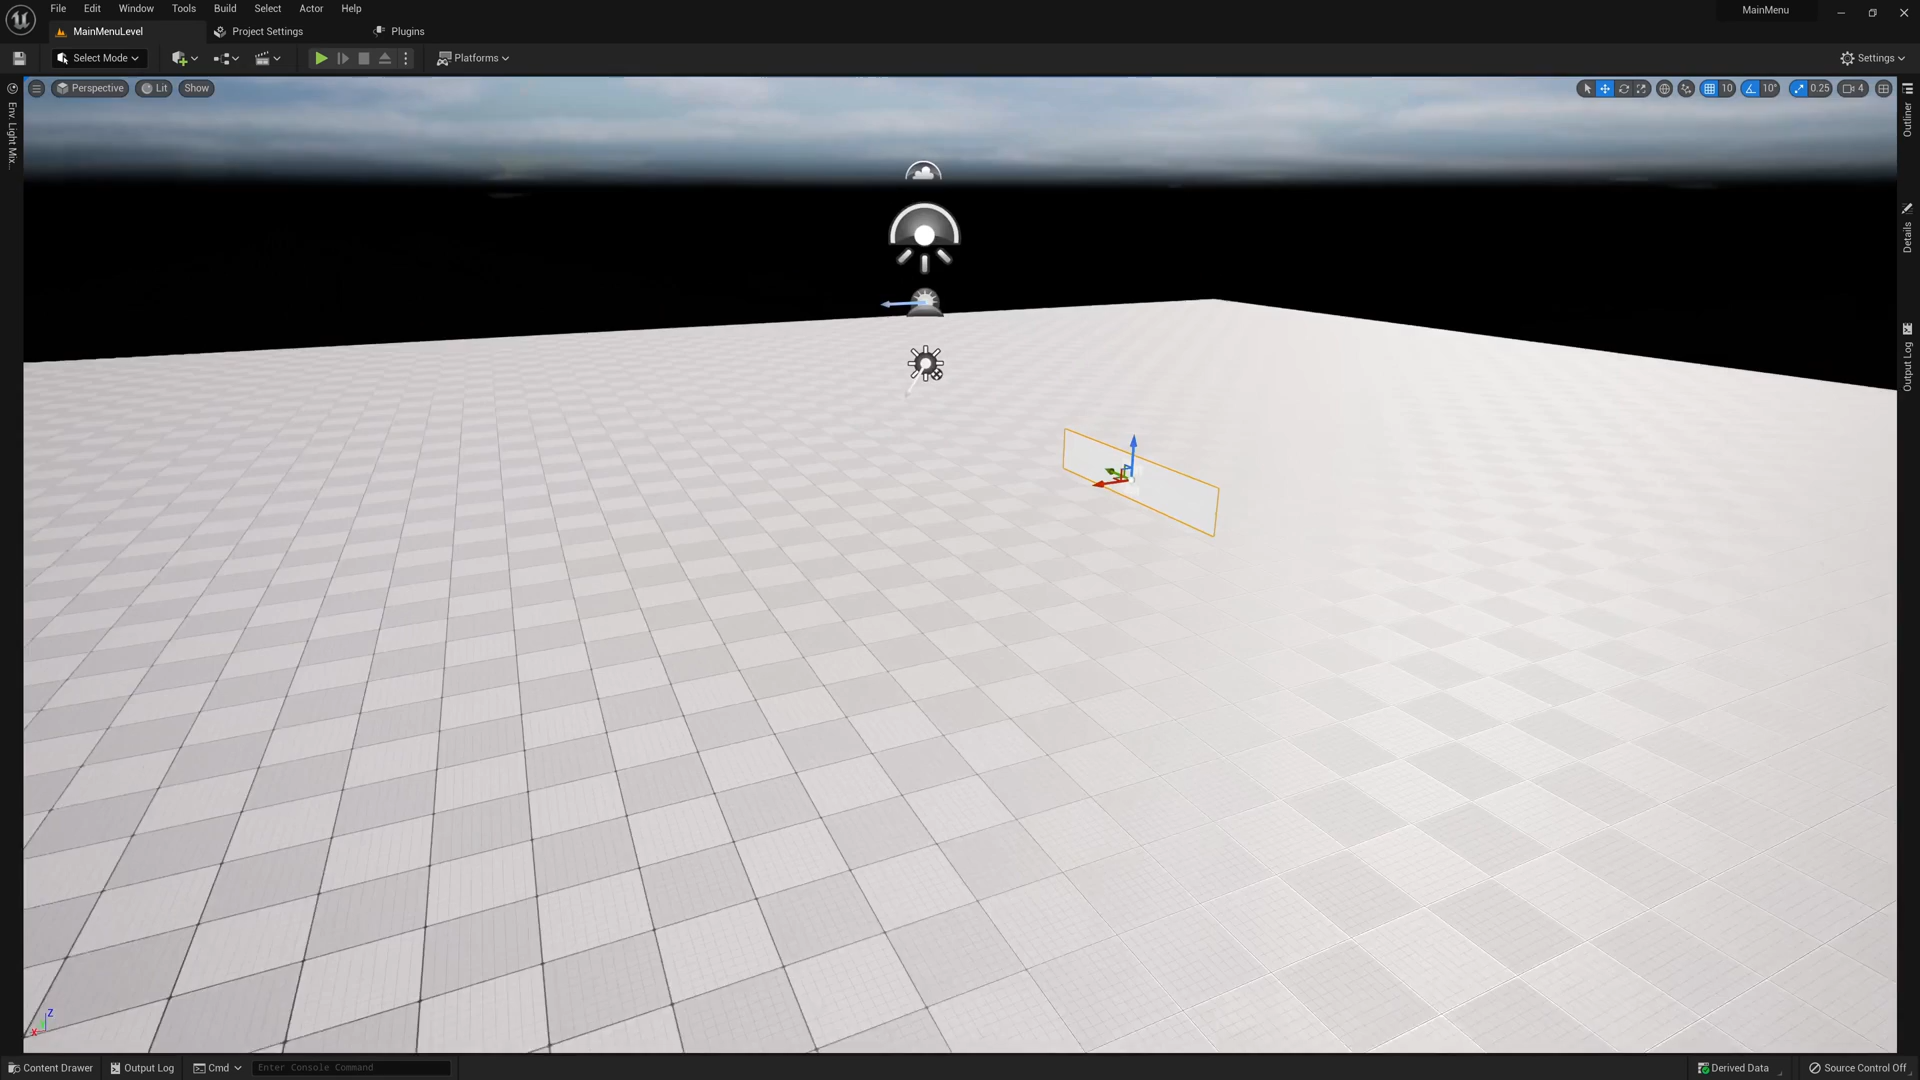 File Edit Window Tools Build Select Actor Help
MainMenu
MainMenuLevel
Project Settings
Plugins
Select Mode
Platforms
Settings
Perspective
Lit
Show
10
10°
0.25
4
Env. Light Mix...
Outliner
Details
Output Log
Z
X
Content Drawer
Output Log
Cmd
Enter Console Command
Derived Data
Source Control Off